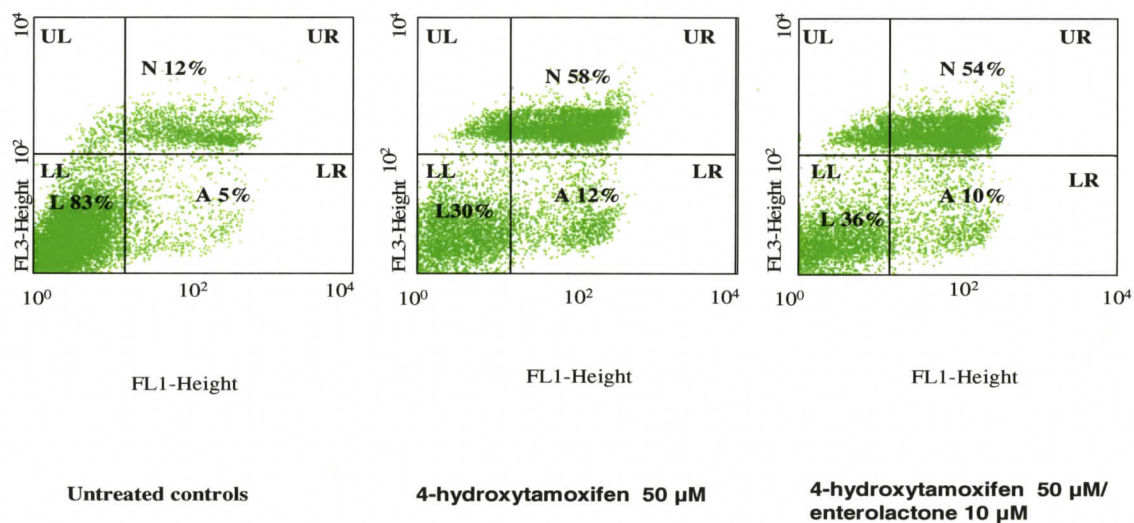 10⁴
UL UR
N 12%
10²
LL LR
L 83% A 5%
FL3-Height
10⁰ 10² 10⁴
FL1-Height
Untreated controls
10⁴
UL UR
N 58%
10²
LL LR
L30% A 12%
FL3-Height
10⁰ 10² 10⁴
FL1-Height
4-hydroxytamoxifen 50 µM
10⁴
UL UR
N 54%
10²
LL LR
L 36% A 10%
FL3-Height
10⁰ 10² 10⁴
FL1-Height
4-hydroxytamoxifen 50 µM/
enterolactone 10 µM